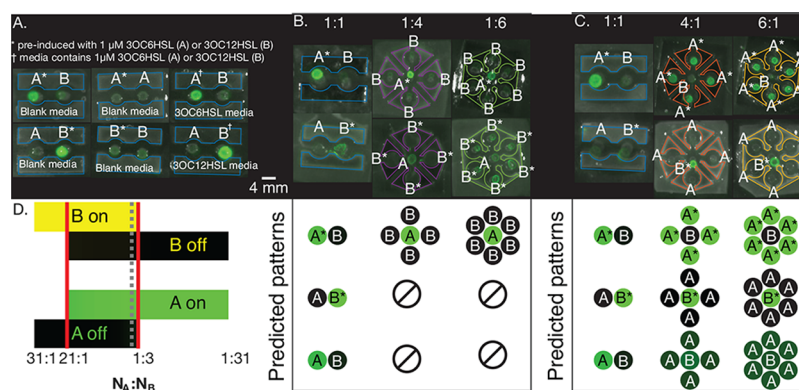 A.
* pre-induced with 1 µM 3OC6HSL (A) or 3OC12HSL (B)
† media contains 1µM 3OC6HSL (A) or 3OC12HSL (B)
A* B
Blank media
A* A
Blank media
A† B
3OC6HSL media
A B*
Blank media
B* B
Blank media
A B†
3OC12HSL media
4 mm
B. 1:1 1:4 1:6
A* B
B
B A* B
B
B
B B
A*
B B
B
A B*
B*
B* A B*
B*
B*
B* B*
A
B* B*
B*
C. 1:1 4:1 6:1
A* B
A*
A* B A*
A*
A*
A* A*
B
A* A*
A*
A B*
A
A B* A
A
A
A A
B*
A A
A
D.
B on
B off
A on
A off
31:1 21:1 1:3 1:31
NA:NB
Predicted patterns
A* B
B
B A B
B
B
B B
A
B B
B
A B*
A B
Predicted patterns
A* B
A*
A* B A*
A*
A*
A* A*
B
A* A*
A*
A B*
A
A B* A
A
A
A A
B*
A A
A
A B
A
A B A
A
A
A A
B
A A
A